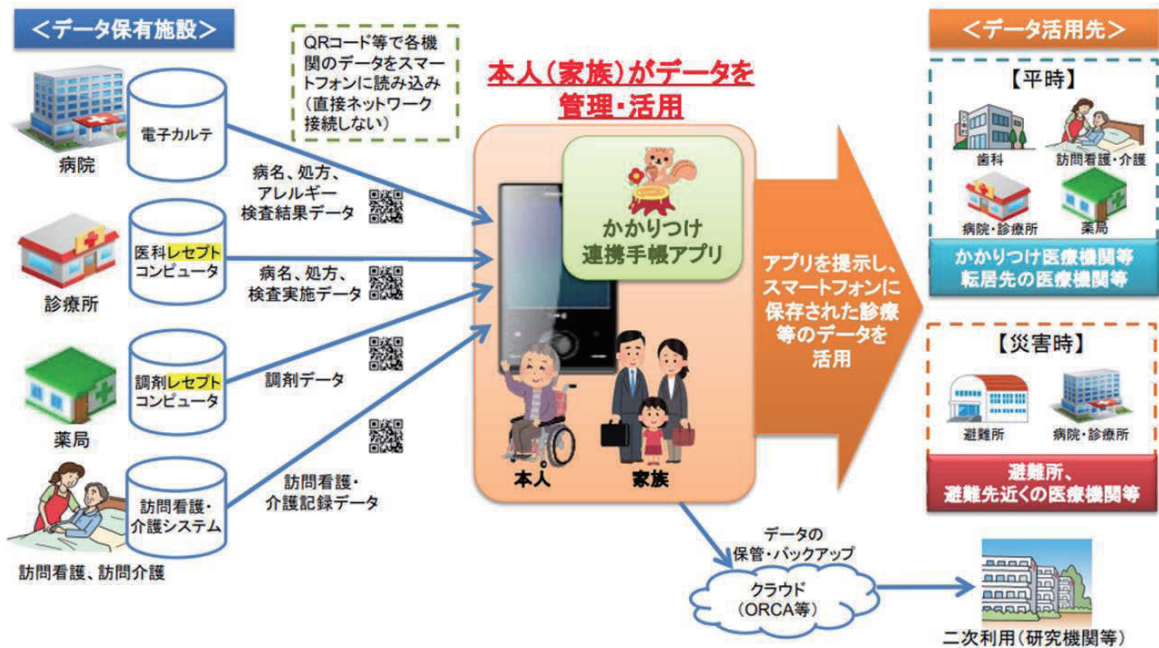 ＜データ保有施設＞
病院
電子カルテ
QRコード等で各機
関のデータをスマー
トフォンに読み込み
（直接ネットワーク
接続しない）
病名、処方、
アレルギー
検査結果データ
診療所
医科レセプト
コンピュータ
病名、処方、
検査実施データ
薬局
調剤レセプト
コンピュータ
調剤データ
訪問看護、訪問介護
訪問看護・
介護システム
訪問看護・
介護記録データ
本人（家族）がデータを
管理・活用
かかりつけ
連携手帳アプリ
本人
家族
アプリを提示し、
スマートフォンに
保存された診療
等のデータを
活用
データの
保管・バックアップ
クラウド
（ORCA等）
二次利用（研究機関等）
＜データ活用先＞
【平時】
歯科
訪問看護・介護
病院・診療所
薬局
かかりつけ医療機関等
転居先の医療機関等
【災害時】
避難所
病院・診療所
避難所、
避難先近くの医療機関等